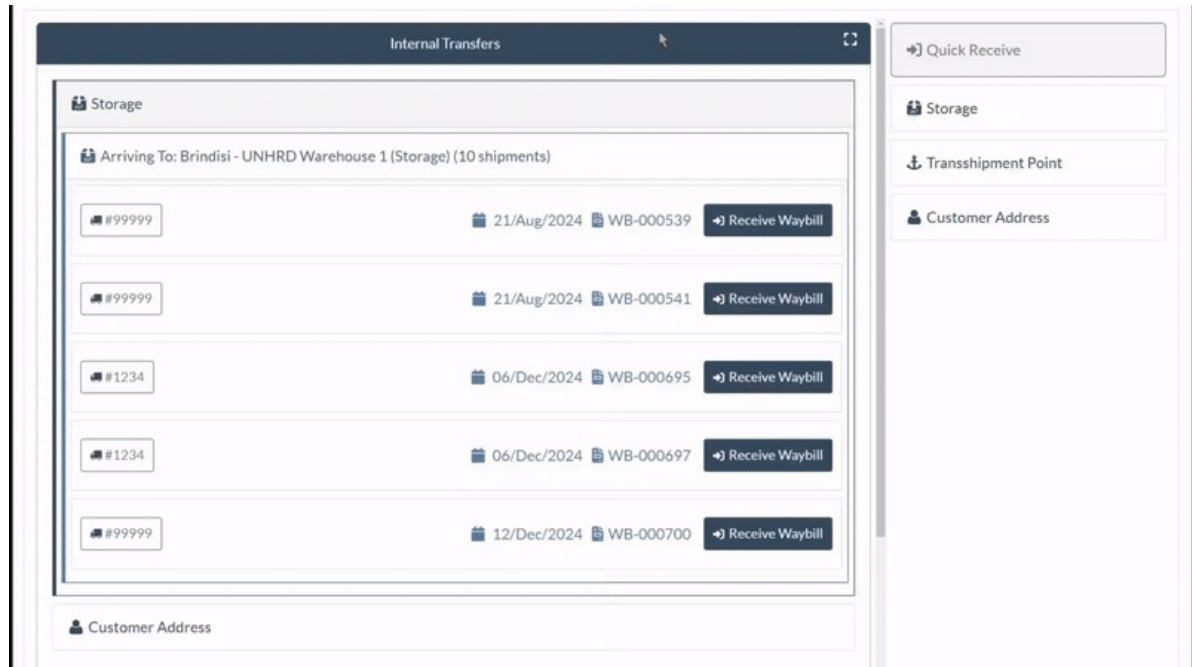 Internal Transfers
Storage
Arriving To: Brindisi - UNHRD Warehouse 1 (Storage) (10 shipments)
#99999 21/Aug/2024 WB-000539 Receive Waybill
#99999 21/Aug/2024 WB-000541 Receive Waybill
#1234 06/Dec/2024 WB-000695 Receive Waybill
#1234 06/Dec/2024 WB-000697 Receive Waybill
#99999 12/Dec/2024 WB-000700 Receive Waybill
Customer Address
Quick Receive
Storage
Transshipment Point
Customer Address